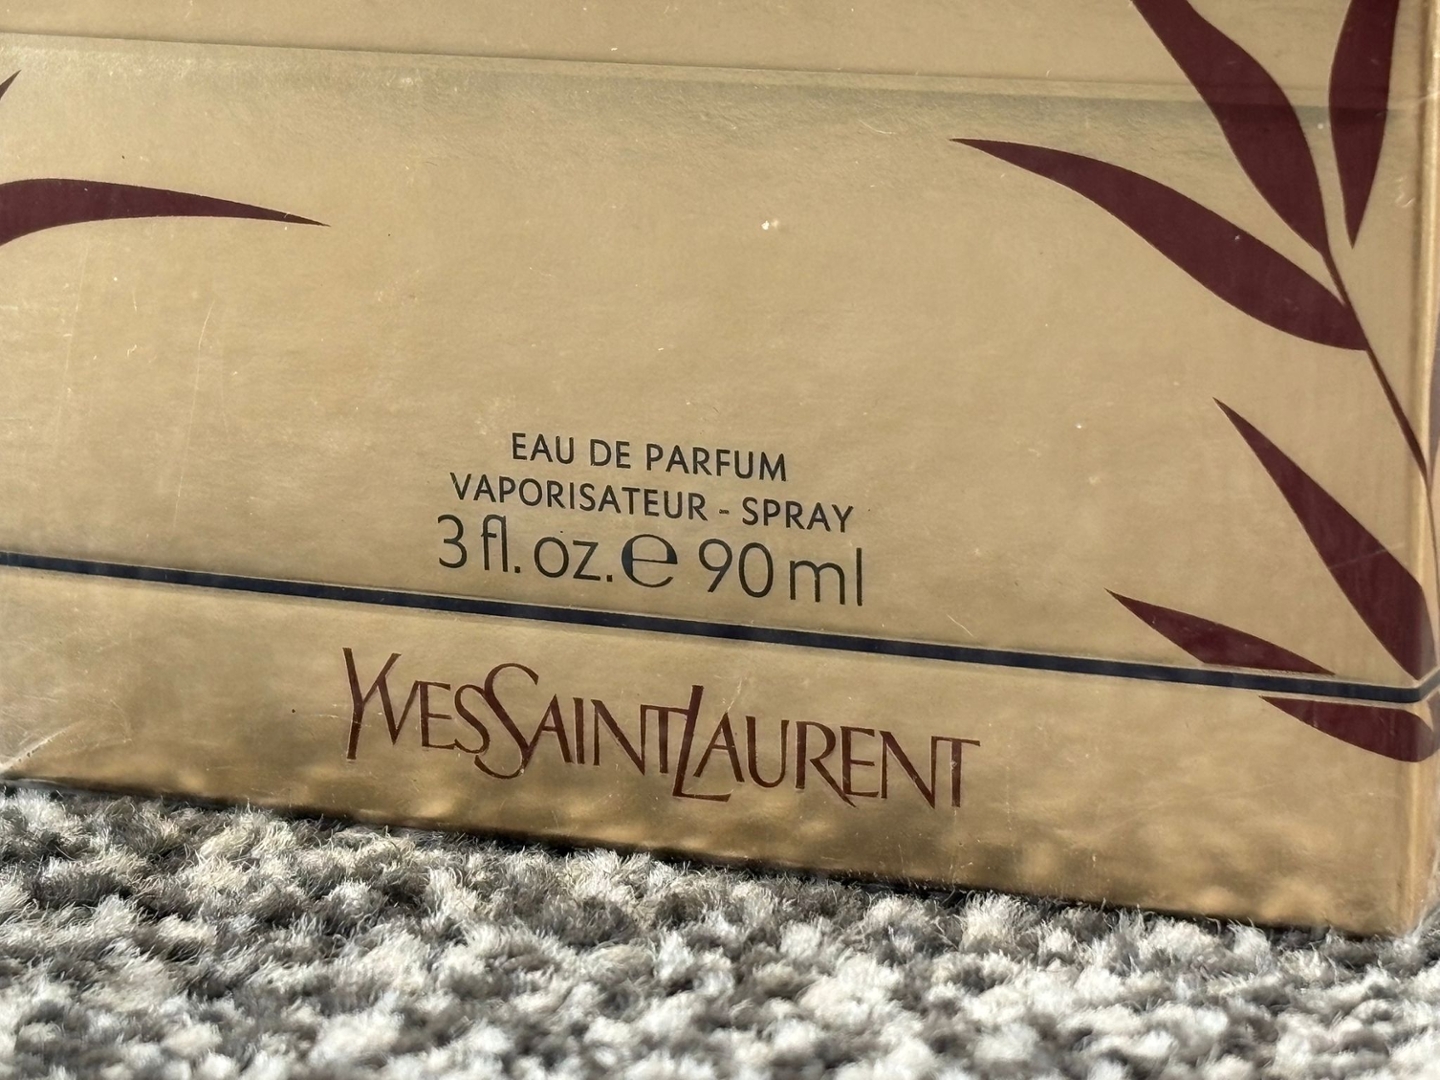 EAU DE PARFUM
VAPORISATEUR - SPRAY
3 fl. oz. ℮ 90 ml
YVESSAINTLAURENT